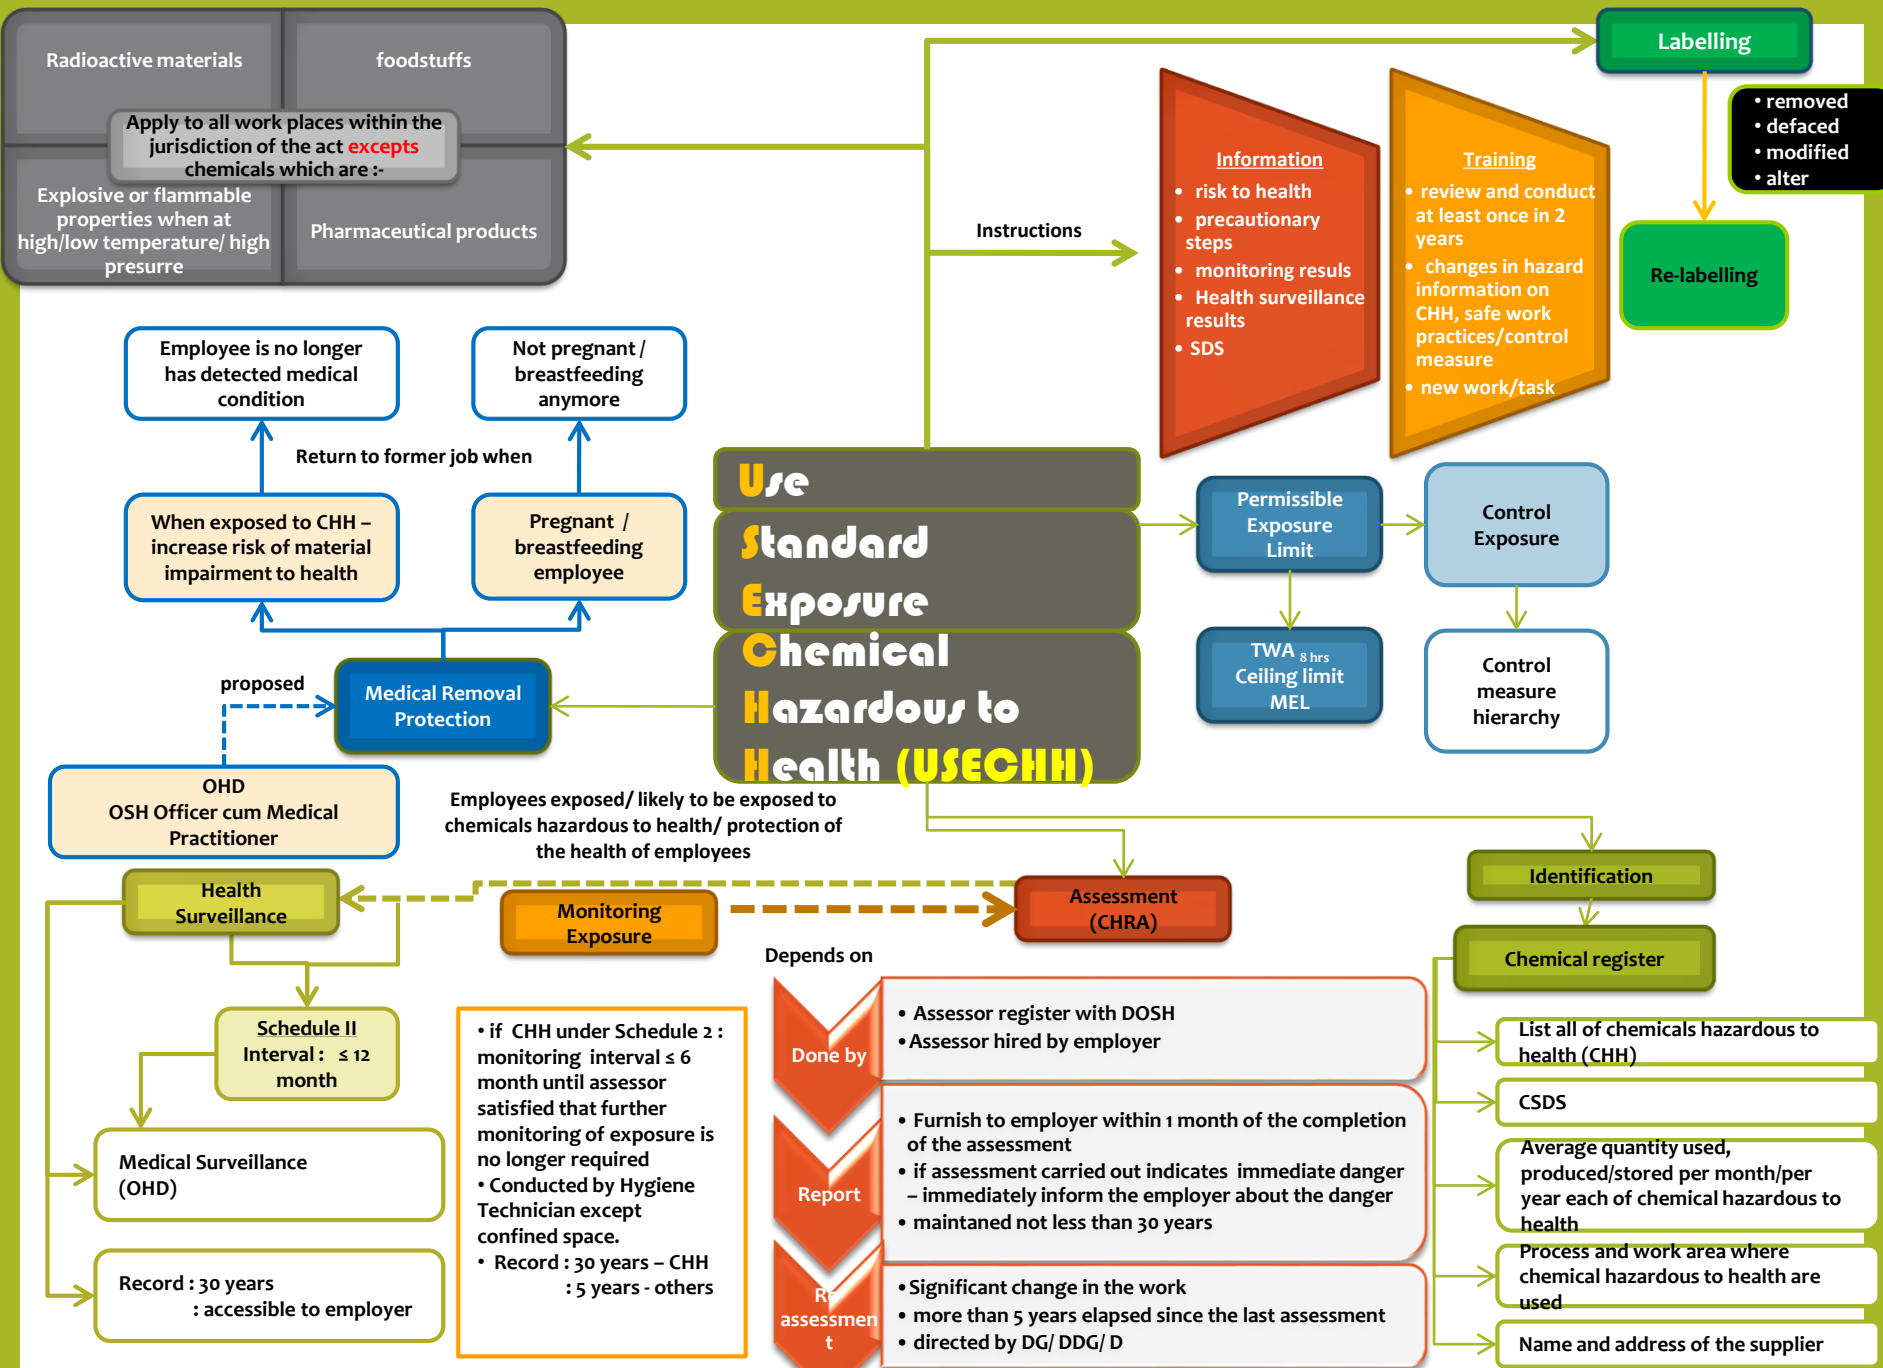 Radioactive materials
foodstuffs
Apply to all work places within the
jurisdiction of the act excepts
chemicals which are :-
Explosive or flammable
properties when at
high/low temperature/ high
presurre
Pharmaceutical products
Labelling
• removed
• defaced
• modified
• alter
Re-labelling
Instructions
Information
• risk to health
• precautionary
steps
• monitoring resuls
• Health surveillance
results
• SDS
Training
• review and conduct
at least once in 2
years
• changes in hazard
information on
CHH, safe work
practices/control
measure
• new work/task
Employee is no longer
has detected medical
condition
Not pregnant /
breastfeeding
anymore
Return to former job when
When exposed to CHH –
increase risk of material
impairment to health
Pregnant /
breastfeeding
employee
proposed
Medical Removal
Protection
OHD
OSH Officer cum Medical
Practitioner
Use
Standard
Exposure
Chemical
Hazardous to
Health (USECHH)
Permissible
Exposure
Limit
Control
Exposure
TWA 8 hrs
Ceiling limit
MEL
Control
measure
hierarchy
Employees exposed/ likely to be exposed to
chemicals hazardous to health/ protection of
the health of employees
Health
Surveillance
Monitoring
Exposure
Assessment
(CHRA)
Identification
Chemical register
Schedule II
Interval : ≤ 12
month
Medical Surveillance
(OHD)
Record : 30 years
: accessible to employer
• if CHH under Schedule 2 :
monitoring interval ≤ 6
month until assessor
satisfied that further
monitoring of exposure is
no longer required
• Conducted by Hygiene
Technician except
confined space.
• Record : 30 years – CHH
: 5 years - others
Depends on
Done by
• Assessor register with DOSH
• Assessor hired by employer
Report
• Furnish to employer within 1 month of the completion
of the assessment
• if assessment carried out indicates immediate danger
– immediately inform the employer about the danger
• maintaned not less than 30 years
Re
assessmen
t
• Significant change in the work
• more than 5 years elapsed since the last assessment
• directed by DG/ DDG/ D
List all of chemicals hazardous to
health (CHH)
CSDS
Average quantity used,
produced/stored per month/per
year each of chemical hazardous to
health
Process and work area where
chemical hazardous to health are
used
Name and address of the supplier